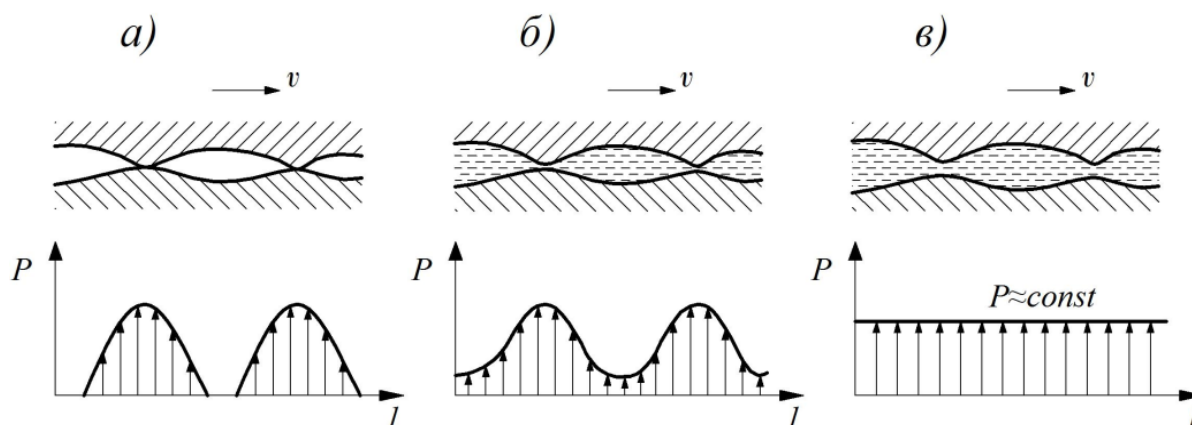 а) б) в)
v v v
P P P
P≈const
l l l